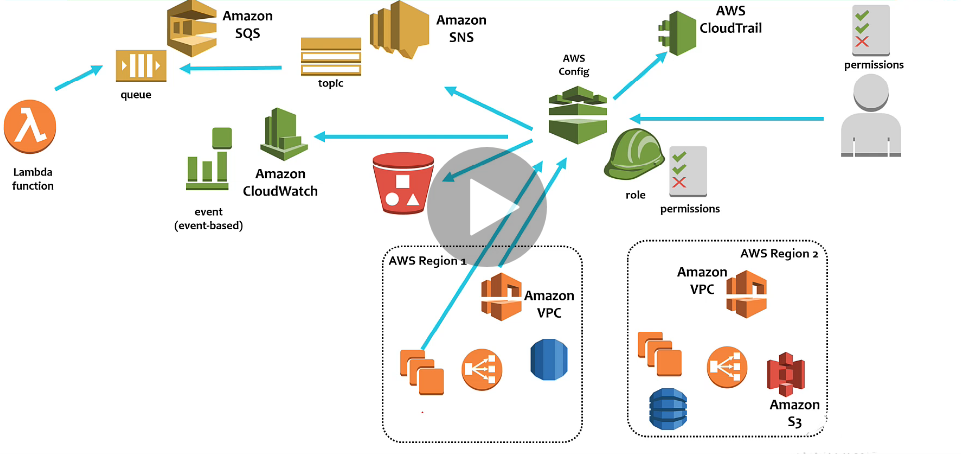 Amazon
SQS
Amazon
SNS
AWS
CloudTrail
AWS
Config
permissions
queue
topic
Lambda
function
Amazon
CloudWatch
event
(event-based)
role
permissions
AWS Region 1
Amazon
VPC
AWS Region 2
Amazon
VPC
Amazon
S3